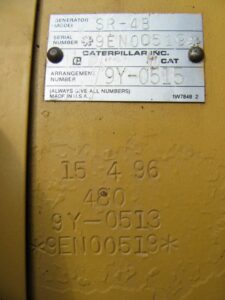 GENERATOR MODEL SR-4B
SERIAL NUMBER *9EN00513*
CATERPILLAR INC.
CAT
ARRANGEMENT NUMBER 9Y-0515
(ALWAYS GIVE ALL NUMBERS)
MADE IN U.S.A. 1W7848 2
15 4 96
480
9Y-0513
*9EN00513*